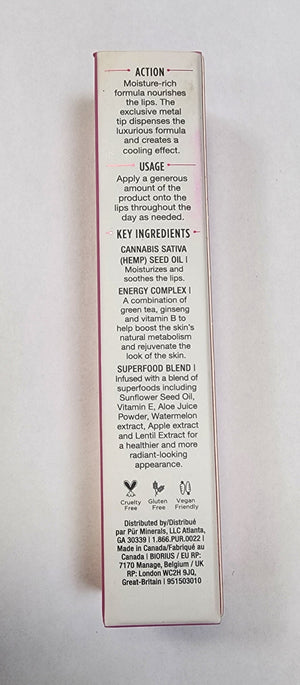 ACTION
Moisture-rich
formula nourishes
the lips. The
exclusive metal
tip dispenses the
luxurious formula
and creates a
cooling effect.
USAGE
Apply a generous
amount of the
product onto the
lips throughout the
day as needed.
KEY INGREDIENTS
CANNABIS SATIVA
(HEMP) SEED OIL |
Moisturizes and
soothes the lips.
ENERGY COMPLEX |
A combination of
green tea, ginseng
and vitamin B to
help boost the skin's
natural metabolism
and rejuvenate the
look of the skin.
SUPERFOOD BLEND |
Infused with a blend of
superfoods including
Sunflower Seed Oil,
Vitamin E, Aloe Juice
Powder, Watermelon
extract, Apple extract
and Lentil Extract for
a healthier and more
radiant-looking
appearance.
Cruelty Gluten Vegan
Free Free Friendly
Distributed by/Distribué
par Pür Minerals, LLC Atlanta,
GA 30339 | 1.866.PUR.0022 |
Made in Canada/Fabriqué au
Canada | BIORIUS / EU RP:
7170 Manage, Belgium / UK
RP: London WC2H 9JQ,
Great-Britain | 951503010